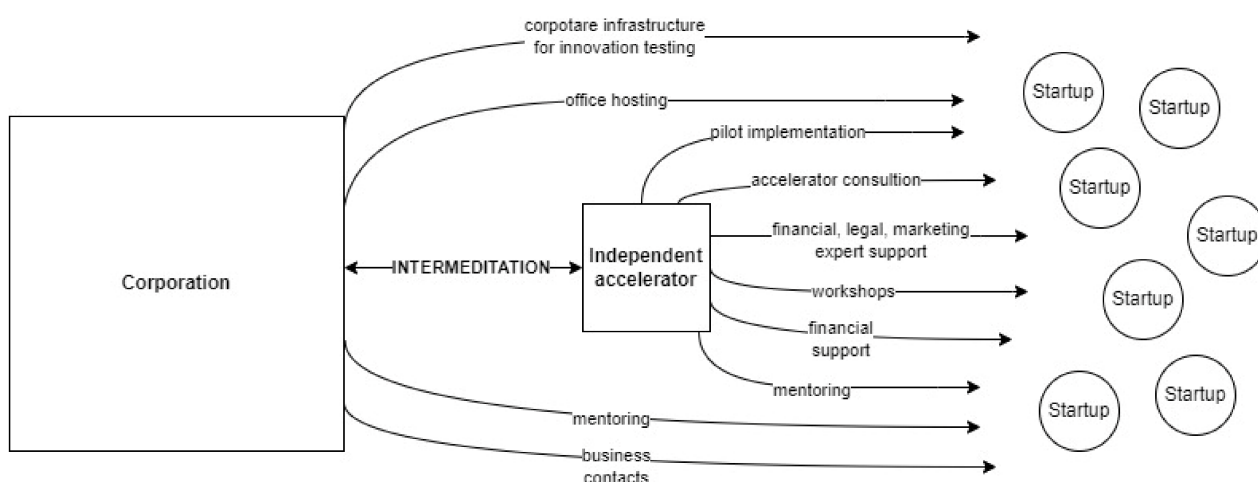 corpotare infrastructure
for innovation testing
office hosting
pilot implementation
accelerator consultion
financial, legal, marketing
expert support
workshops
financial
support
mentoring
mentoring
business
contacts
Corporation
INTERMEDITATION
Independent
accelerator
Startup
Startup
Startup
Startup
Startup
Startup
Startup